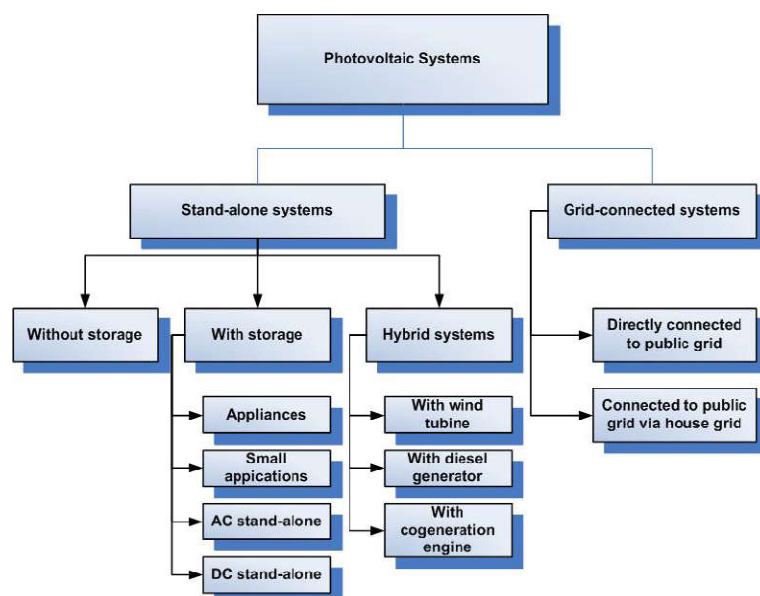 Photovoltaic Systems
Stand-alone systems
Grid-connected systems
Without storage
With storage
Hybrid systems
Directly connected
to public grid
Appliances
With wind
tubine
Connected to public
grid via house grid
Small
appications
With diesel
generator
AC stand-alone
With
cogeneration
engine
DC stand-alone